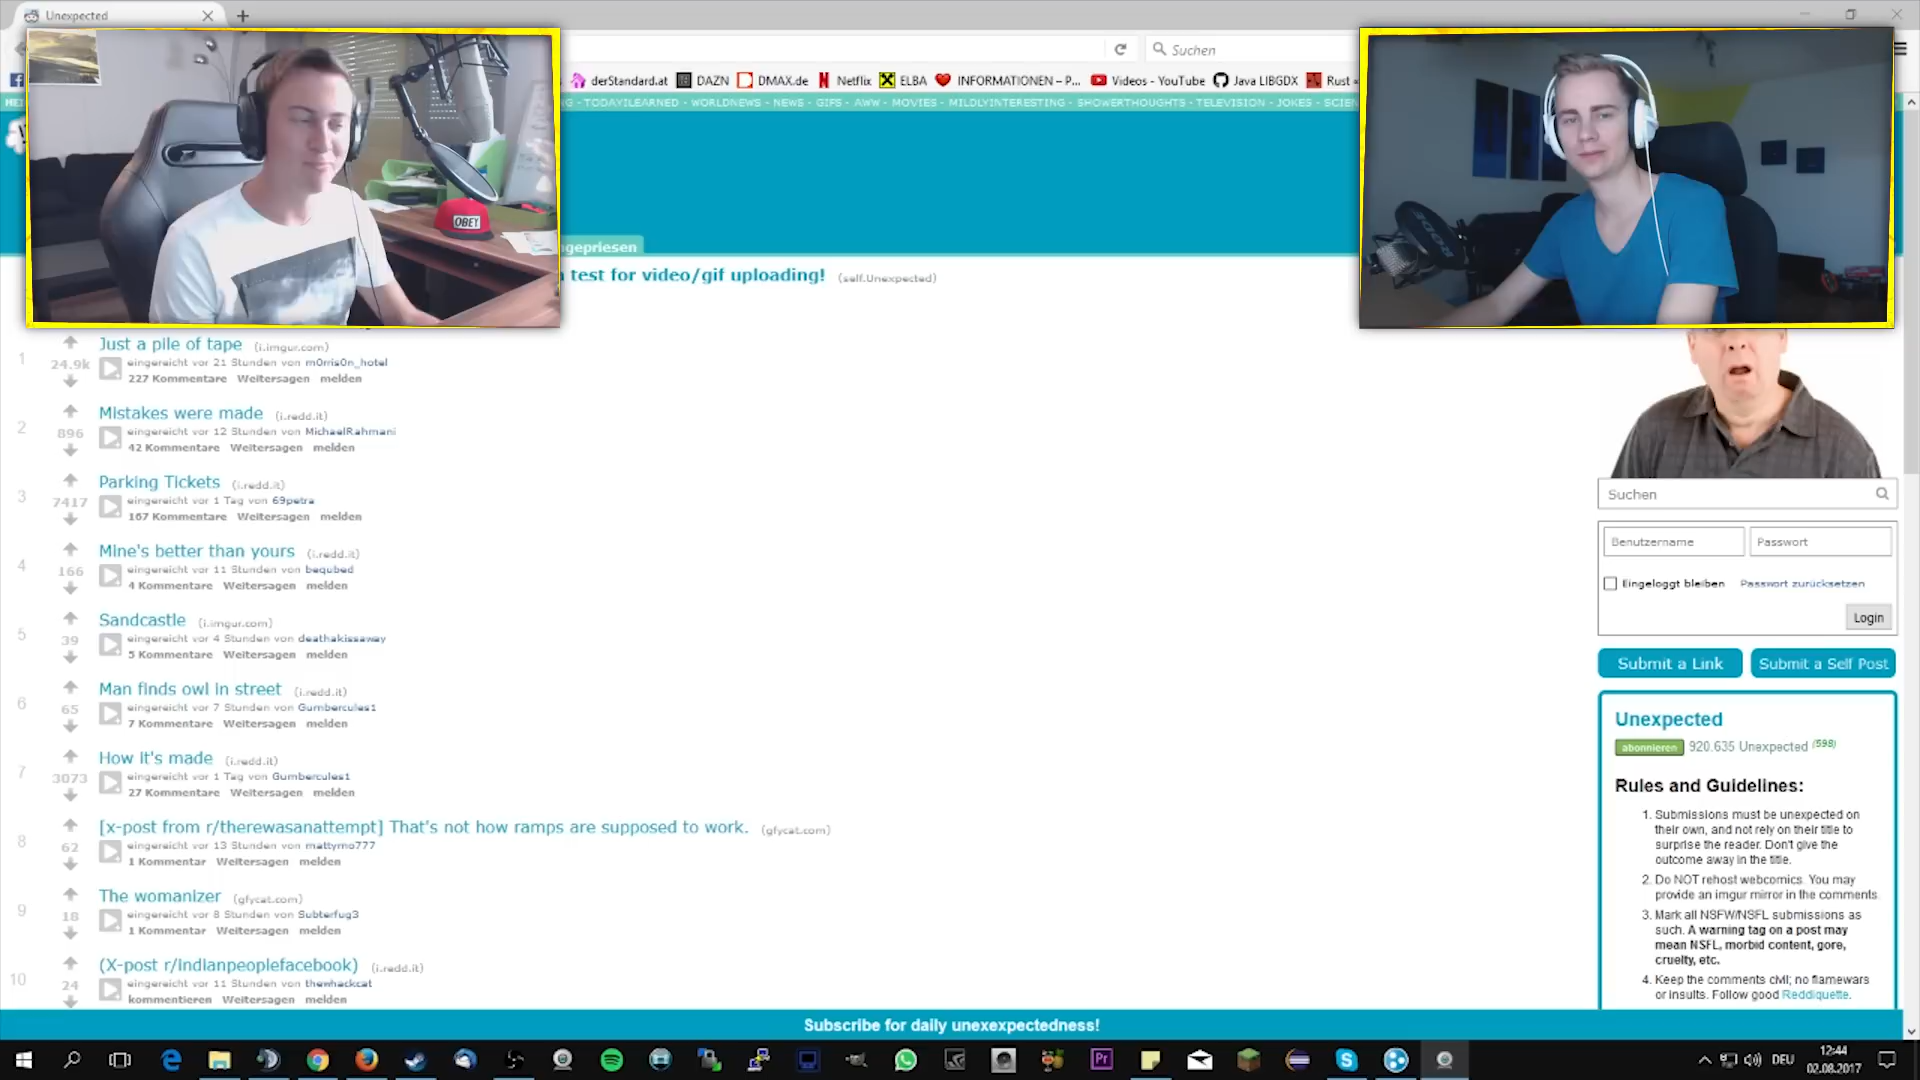 Unexpected
Suchen
derStandard.at DAZN DMAX.de Netflix ELBA INFORMATIONEN – P... Videos - YouTube Java LIBGDX Rust
- TODAYILEARNED - WORLDNEWS - NEWS - GIFS - AWW - MOVIES - MILDLYINTERESTING - SHOWERTHOUGHTS - TELEVISION - JOKES -
OBEY
RODE
test for video/gif uploading! (self.Unexpected)
1
24.9k
Just a pile of tape (i.imgur.com)
eingereicht vor 21 Stunden von m0rris0n_hotel
227 Kommentare Weitersagen melden
2
896
Mistakes were made (i.redd.it)
eingereicht vor 12 Stunden von MichaelRahmani
42 Kommentare Weitersagen melden
3
7417
Parking Tickets (i.redd.it)
eingereicht vor 1 Tag von 69petra
167 Kommentare Weitersagen melden
4
166
Mine's better than yours (i.redd.it)
eingereicht vor 11 Stunden von bequbed
4 Kommentare Weitersagen melden
5
39
Sandcastle (i.imgur.com)
eingereicht vor 4 Stunden von deathakissaway
5 Kommentare Weitersagen melden
6
65
Man finds owl in street (i.redd.it)
eingereicht vor 7 Stunden von Gumbercules1
7 Kommentare Weitersagen melden
7
3073
How it's made (i.redd.it)
eingereicht vor 1 Tag von Gumbercules1
27 Kommentare Weitersagen melden
8
62
[x-post from r/therewasanattempt] That's not how ramps are supposed to work. (gfycat.com)
eingereicht vor 13 Stunden von mattymo777
1 Kommentar Weitersagen melden
9
18
The womanizer (gfycat.com)
eingereicht vor 8 Stunden von Subterfug3
1 Kommentar Weitersagen melden
10
24
(X-post r/indianpeoplefacebook) (i.redd.it)
eingereicht vor 11 Stunden von thewhackcat
kommentieren Weitersagen melden
Suchen
Benutzername Passwort
Eingeloggt bleiben Passwort zurücksetzen
Login
Submit a Link Submit a Self Post
Unexpected
abonnieren 920.635 Unexpected (598)
Rules and Guidelines:
1. Submissions must be unexpected on
their own, and not rely on their title to
surprise the reader. Don't give the
outcome away in the title.
2. Do NOT rehost webcomics. You may
provide an imgur mirror in the comments.
3. Mark all NSFW/NSFL submissions as
such. A warning tag on a post may
mean NSFL, morbid content, gore,
cruelty, etc.
4. Keep the comments civil; no flamewars
or insults. Follow good Reddiquette.
Subscribe for daily unexexpectedness!
DEU
12:44
02.08.2017